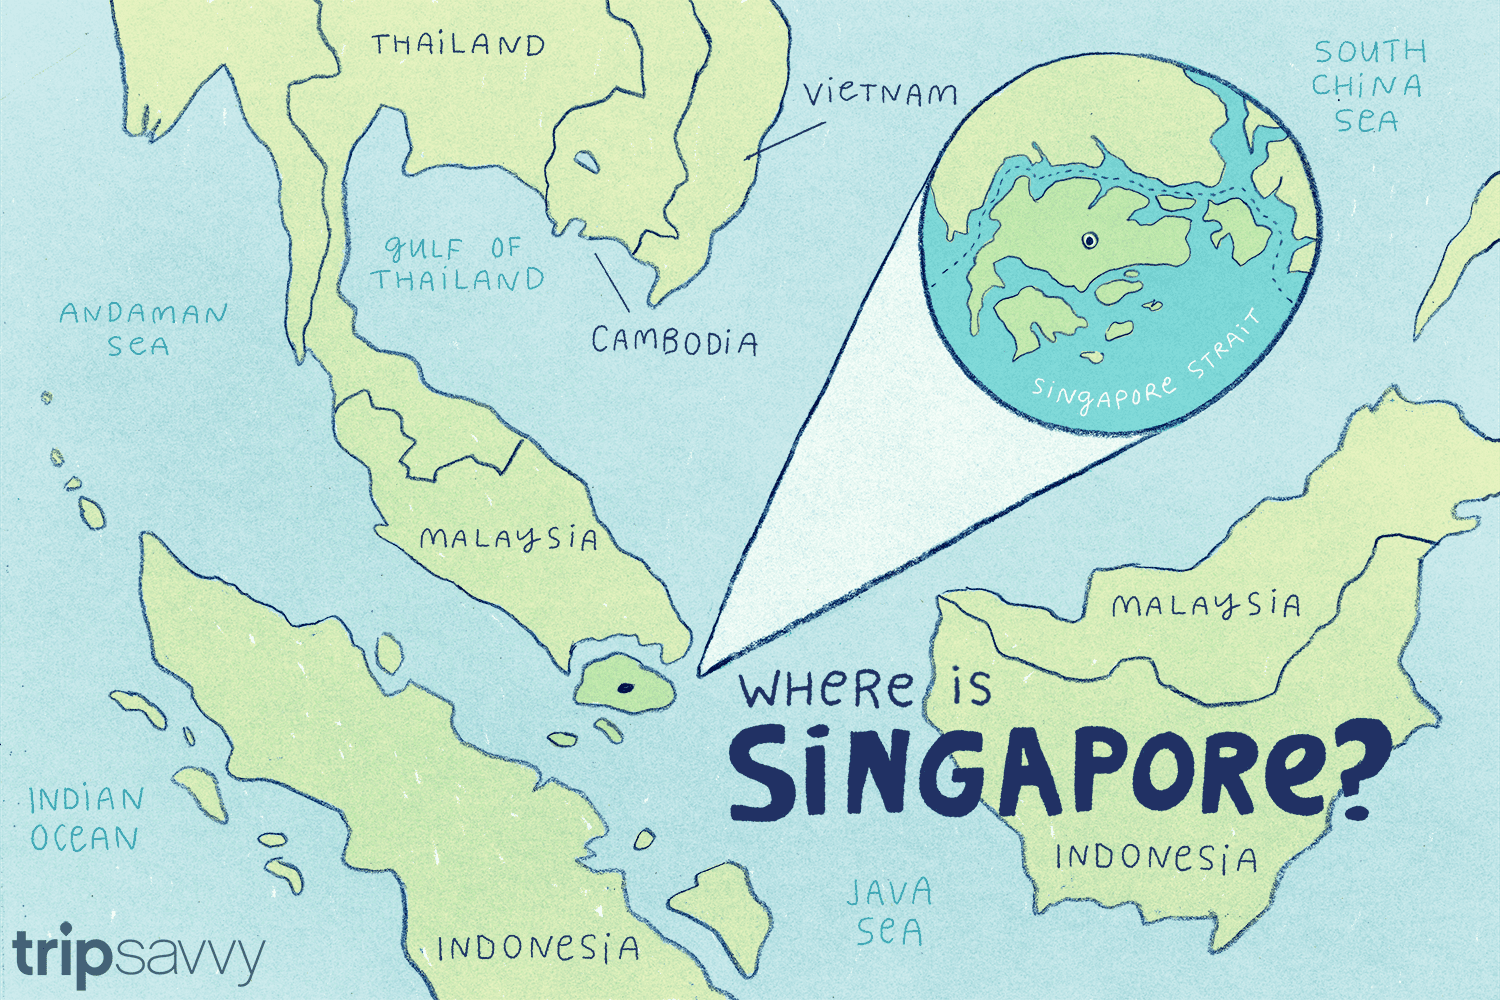 THAILAND
VIETNAM
SOUTH
CHINA
SEA
GULF OF
THAILAND
ANDAMAN
SEA
CAMBODIA
SINGAPORE STRAIT
MALAYSIA
MALAYSIA
WHERE IS
SINGAPORE?
INDIAN
OCEAN
INDONESIA
JAVA
SEA
INDONESIA
tripsavvy